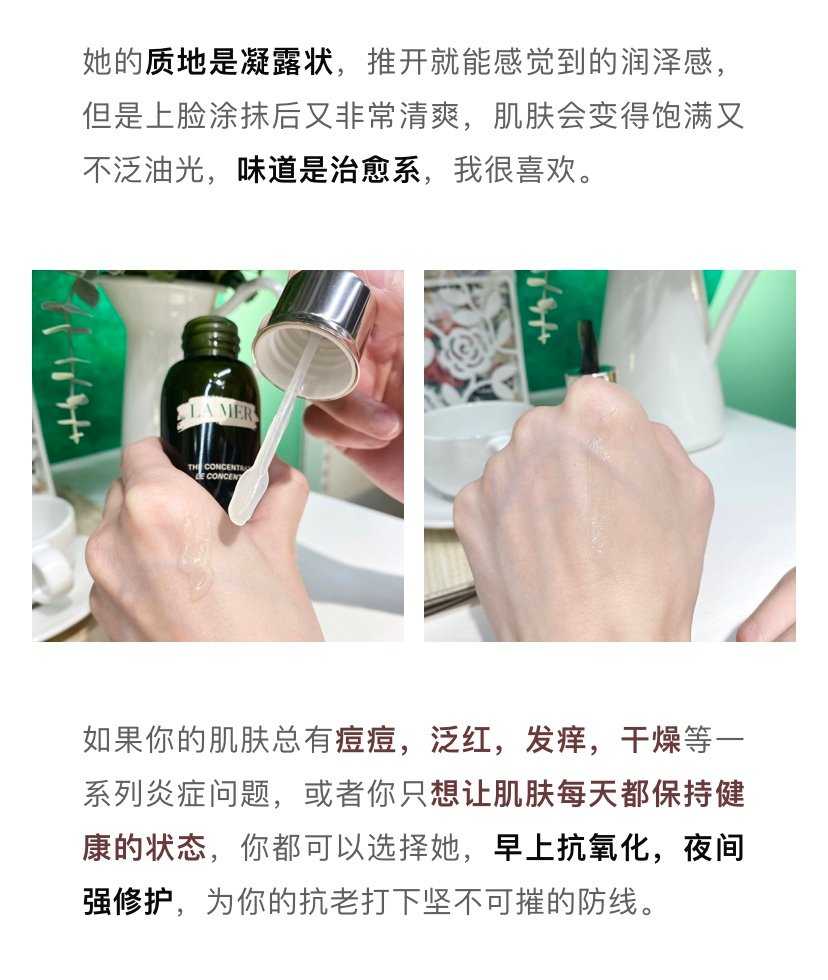 她的质地是凝露状，推开就能感觉到的润泽感，
但是上脸涂抹后又非常清爽，肌肤会变得饱满又
不泛油光，味道是治愈系，我很喜欢。
LA MER
THE CONCENTRA
LE CONCENT
如果你的肌肤总有痘痘，泛红，发痒，干燥等一
系列炎症问题，或者你只想让肌肤每天都保持健
康的状态，你都可以选择她，早上抗氧化，夜间
强修护，为你的抗老打下坚不可摧的防线。